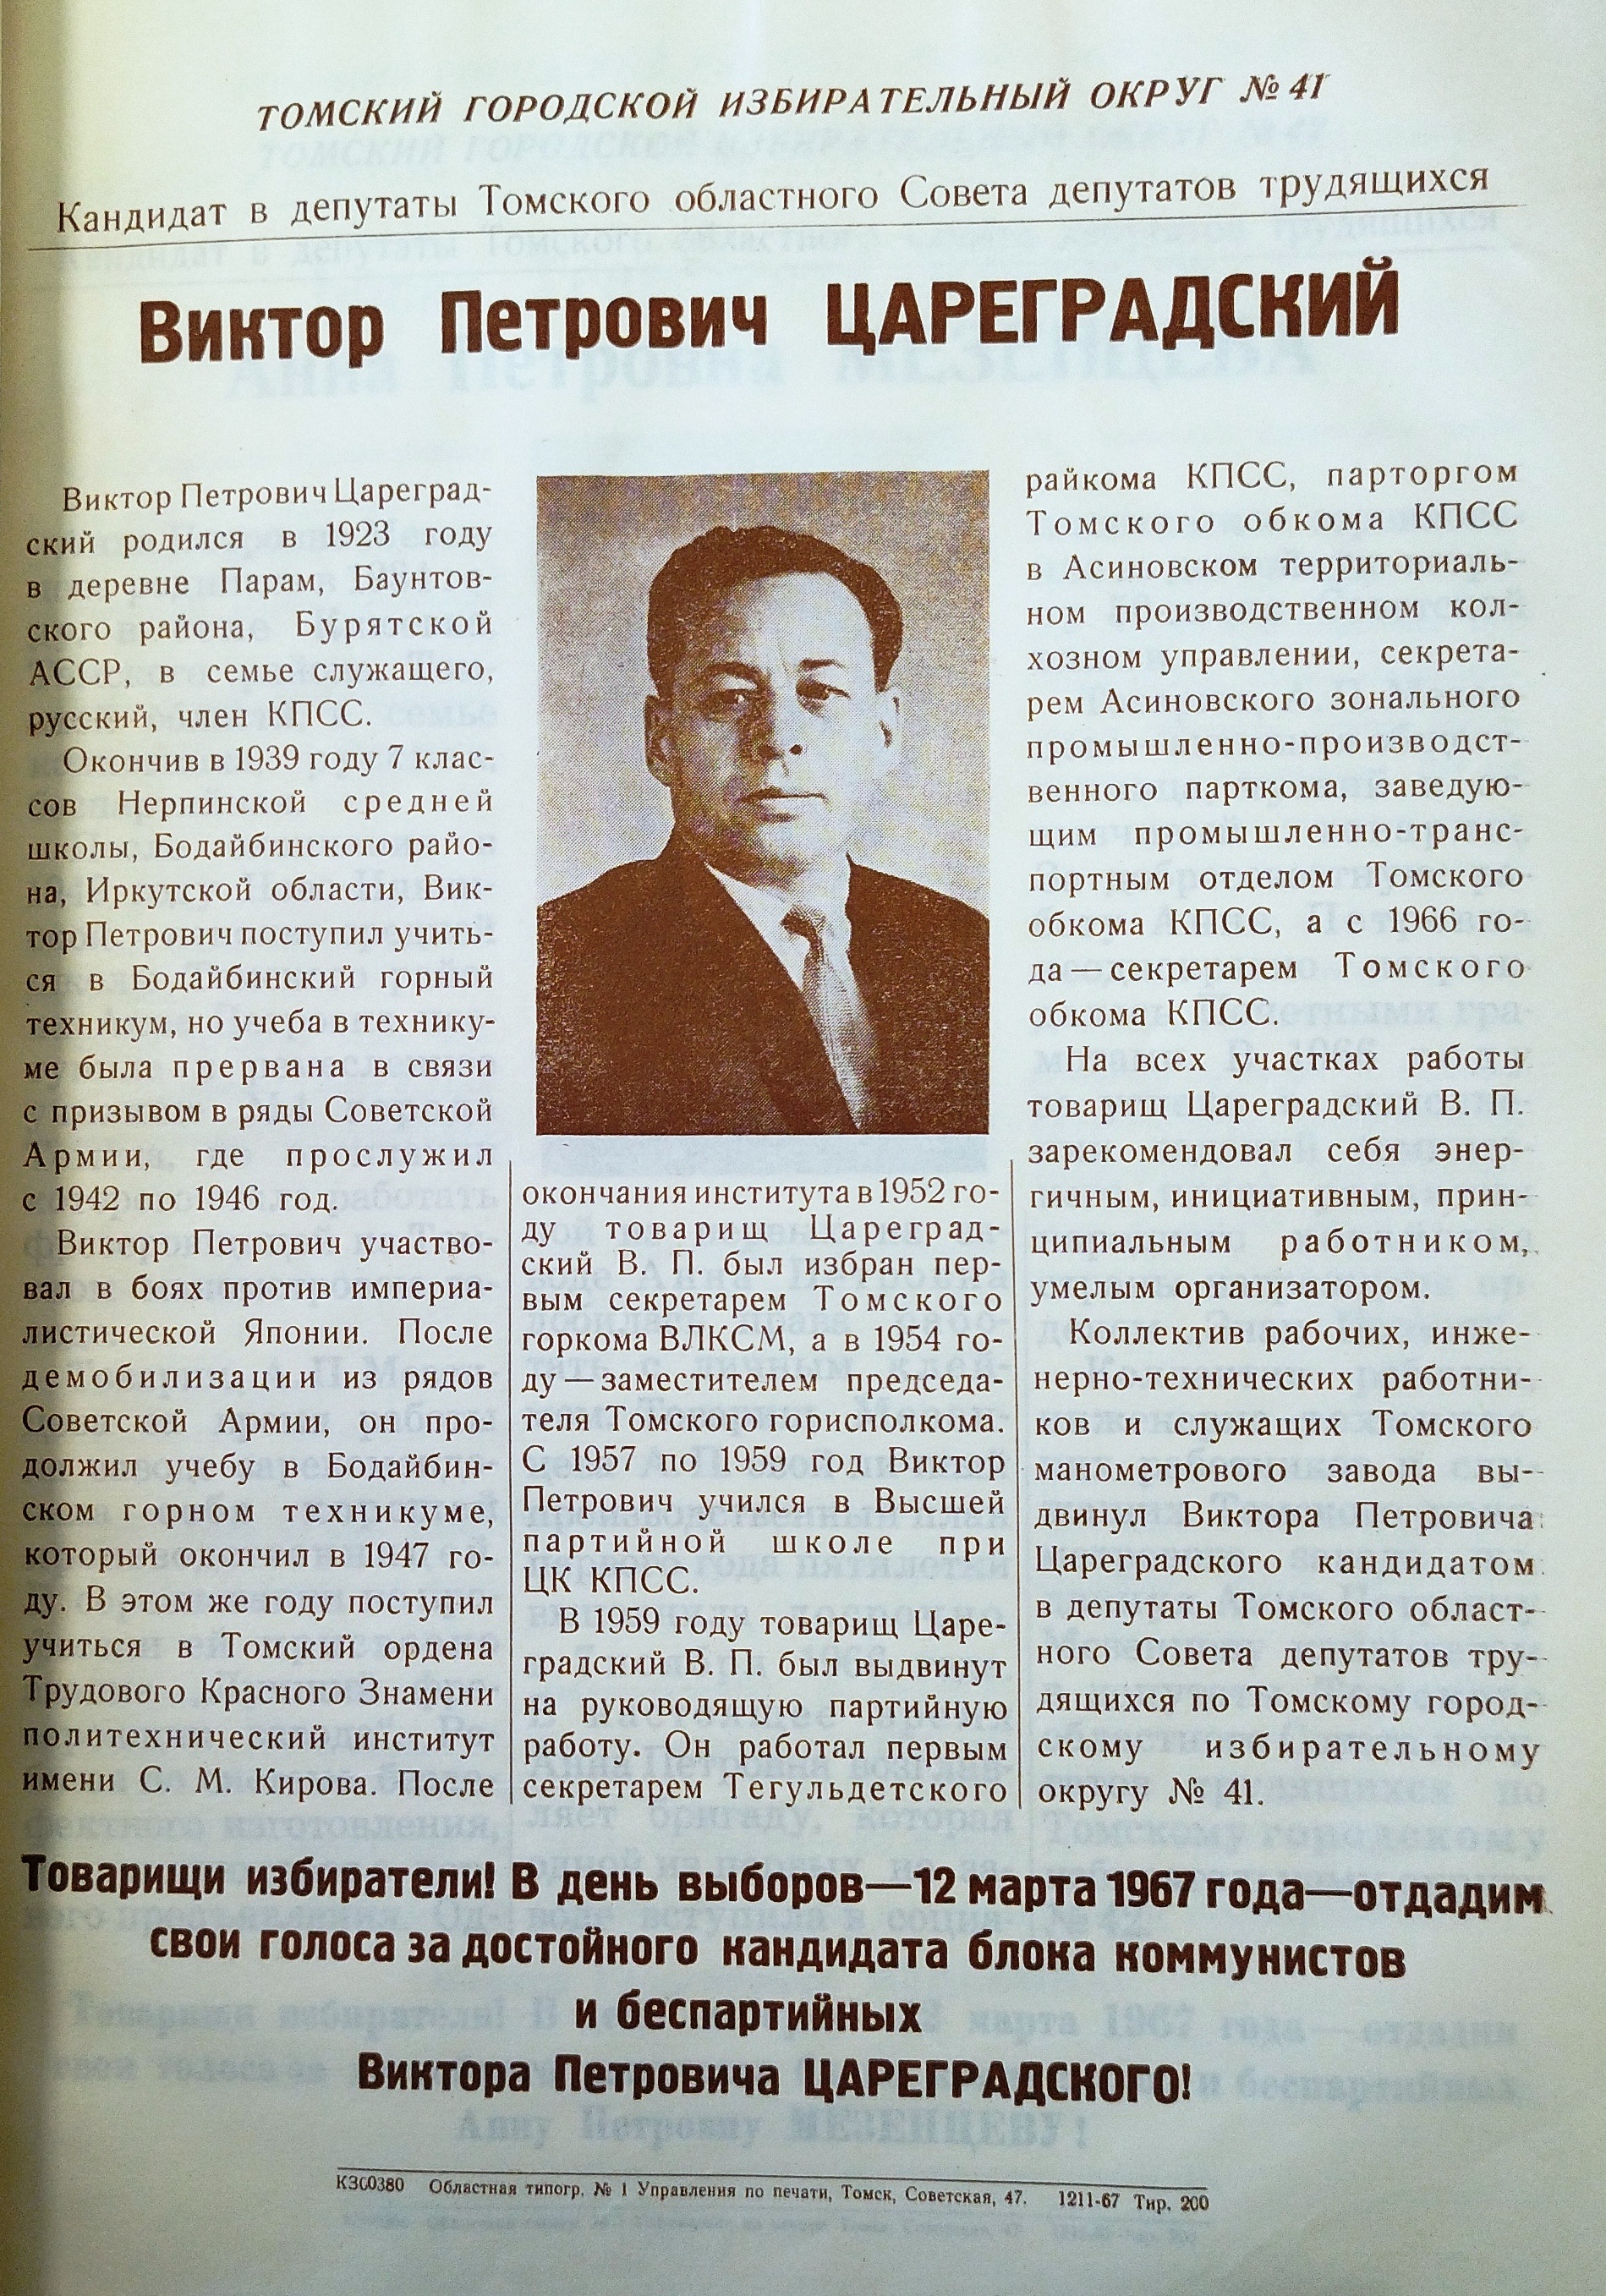 ТОМСКИЙ ГОРОДСКОЙ ИЗБИРАТЕЛЬНЫЙ ОКРУГ № 41
Кандидат в депутаты Томского областного Совета депутатов трудящихся
Виктор Петрович ЦАРЕГРАДСКИЙ
Виктор Петрович Цареград-
ский родился в 1923 году
в деревне Парам, Баунтов-
ского района, Бурятской
АССР, в семье служащего,
русский, член КПСС.
Окончив в 1939 году 7 клас-
сов Нерпинской средней
школы, Бодайбинского райо-
на, Иркутской области, Вик-
тор Петрович поступил учить-
ся в Бодайбинский горный
техникум, но учеба в технику-
ме была прервана в связи
с призывом в ряды Советской
Армии, где прослужил
с 1942 по 1946 год.
Виктор Петрович участво-
вал в боях против империа-
листической Японии. После
демобилизации из рядов
Советской Армии, он про-
должил учебу в Бодайбин-
ском горном техникуме,
который окончил в 1947 го-
ду. В этом же году поступил
учиться в Томский ордена
Трудового Красного Знамени
политехнический институт
имени С. М. Кирова. После
окончания института в 1952 го-
ду товарищ Цареград-
ский В. П. был избран пер-
вым секретарем Томского
горкома ВЛКСМ, а в 1954 го-
ду — заместителем председа-
теля Томского горисполкома.
С 1957 по 1959 год Виктор
Петрович учился в Высшей
партийной школе при
ЦК КПСС.
В 1959 году товарищ Царе-
градский В. П. был выдвинут
на руководящую партийную
работу. Он работал первым
секретарем Тегульдетского
райкома КПСС, парторгом
Томского обкома КПСС
в Асиновском территориаль-
ном производственном кол-
хозном управлении, секрета-
рем Асиновского зонального
промышленно-производст-
венного парткома, заведую-
щим промышленно-транс-
портным отделом Томского
обкома КПСС, а с 1966 го-
да — секретарем Томского
обкома КПСС.
На всех участках работы
товарищ Цареградский В. П.
зарекомендовал себя энер-
гичным, инициативным, прин-
ципиальным работником,
умелым организатором.
Коллектив рабочих, инже-
нерно-технических работни-
ков и служащих Томского
манометрового завода вы-
двинул Виктора Петровича
Цареградского кандидатом
в депутаты Томского област-
ного Совета депутатов тру-
дящихся по Томскому город-
скому избирательному
округу № 41.
Товарищи избиратели! В день выборов—12 марта 1967 года—отдадим
свои голоса за достойного кандидата блока коммунистов
и беспартийных
Виктора Петровича ЦАРЕГРАДСКОГО!
К300380 Областная типогр. № 1 Управления по печати, Томск, Советская, 47. 1211-67 Тир. 200